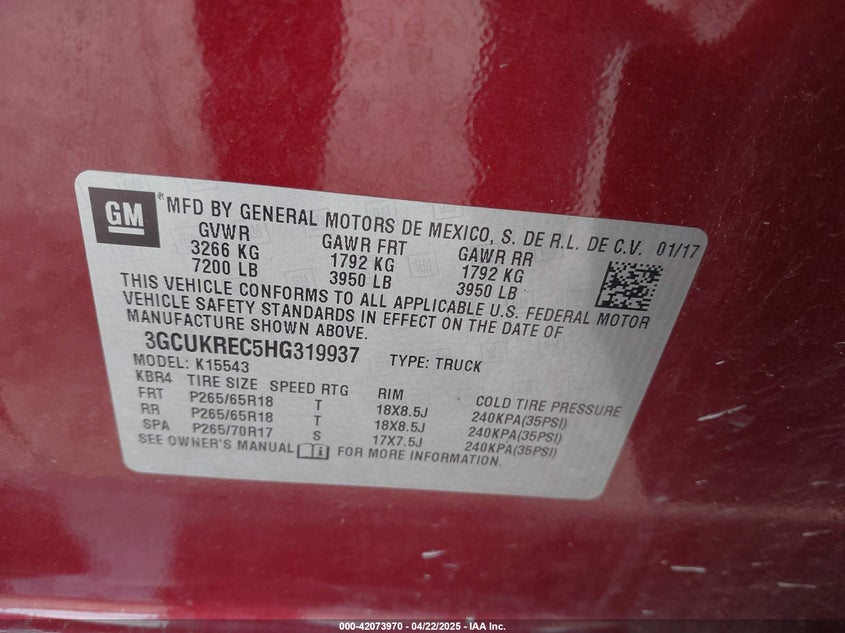 GM ® MFD BY GENERAL MOTORS DE MEXICO, S. DE R.L. DE C.V. 01/17
GVWR GAWR FRT GAWR RR
3266 KG 1792 KG 1792 KG
7200 LB 3950 LB 3950 LB
THIS VEHICLE CONFORMS TO ALL APPLICABLE U.S. FEDERAL MOTOR
VEHICLE SAFETY STANDARDS IN EFFECT ON THE DATE OF
MANUFACTURE SHOWN ABOVE.
3GCUKREC5HG319937 TYPE: TRUCK
MODEL: K15543
KBR4 TIRE SIZE SPEED RTG RIM COLD TIRE PRESSURE
FRT P265/65R18 T 18X8.5J 240KPA(35PSI)
RR P265/65R18 T 18X8.5J 240KPA(35PSI)
SPA P265/70R17 S 17X7.5J 240KPA(35PSI)
SEE OWNER'S MANUAL i FOR MORE INFORMATION.
000-42073970 - 04/22/2025 - IAA Inc.